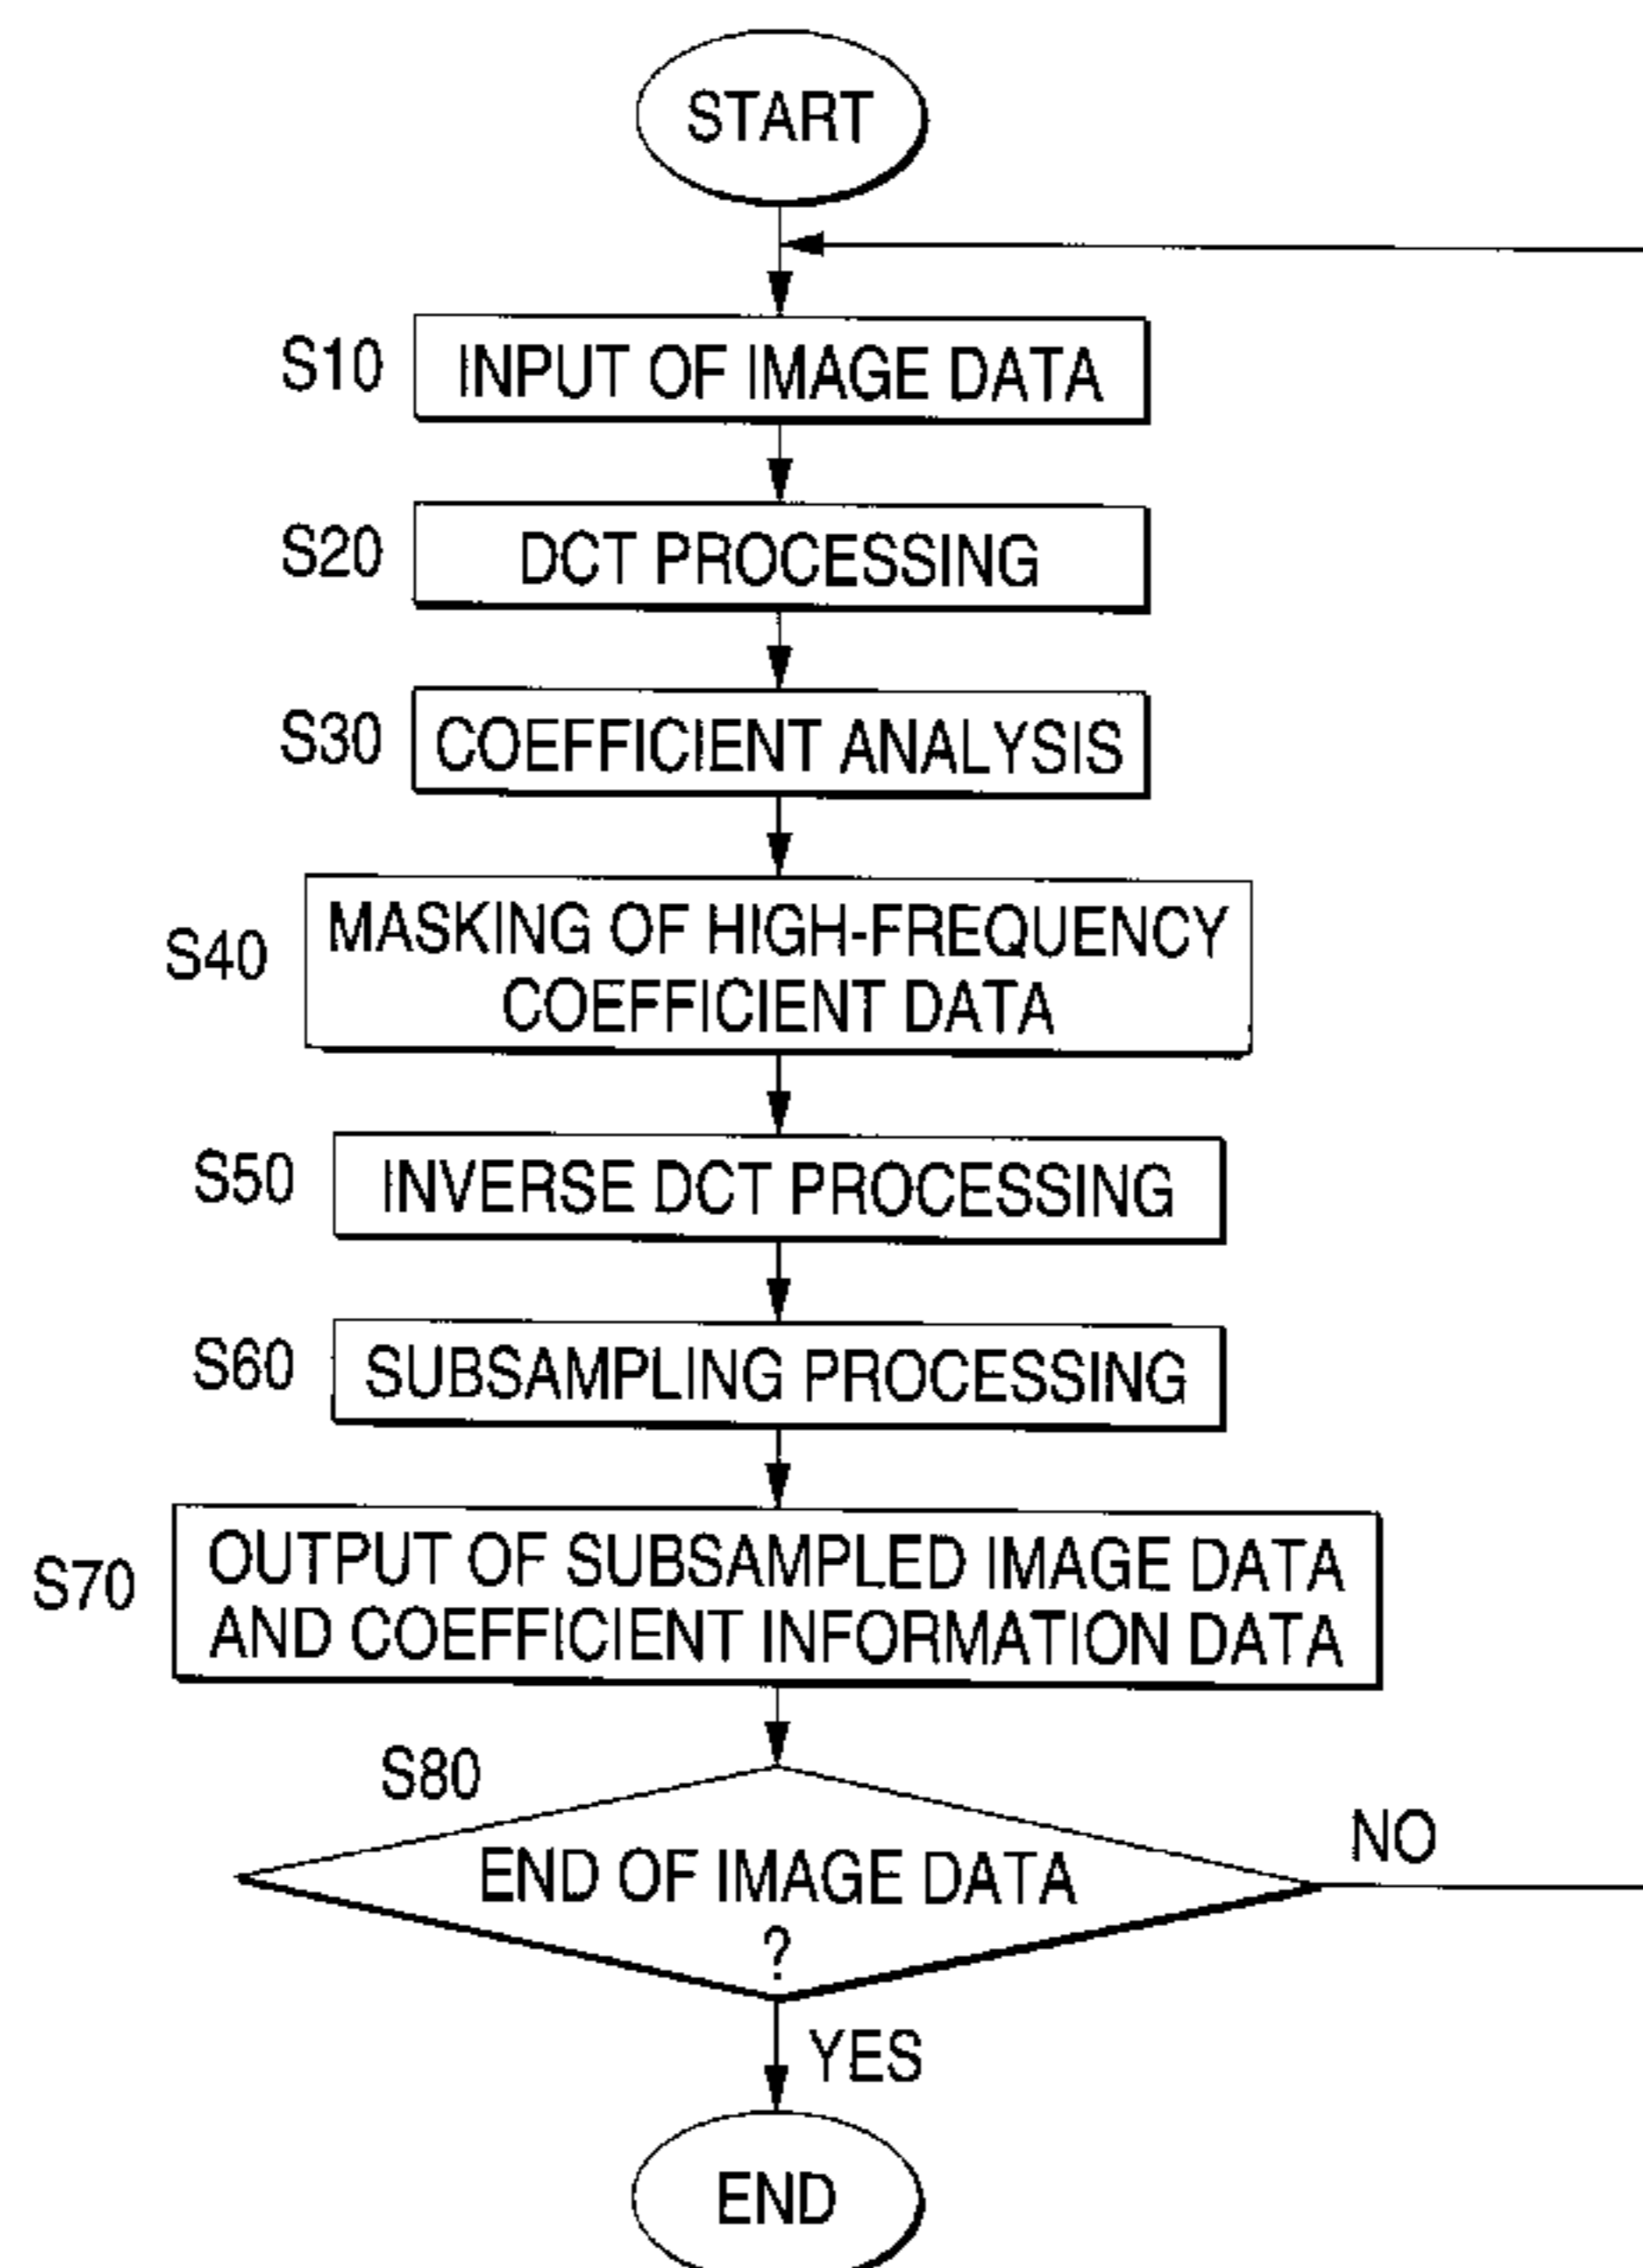 START
S10
INPUT OF IMAGE DATA
S20
DCT PROCESSING
S30
COEFFICIENT ANALYSIS
S40
MASKING OF HIGH-FREQUENCY
COEFFICIENT DATA
S50
INVERSE DCT PROCESSING
S60
SUBSAMPLING PROCESSING
S70
OUTPUT OF SUBSAMPLED IMAGE DATA
AND COEFFICIENT INFORMATION DATA
S80
END OF IMAGE DATA
?
NO
YES
END